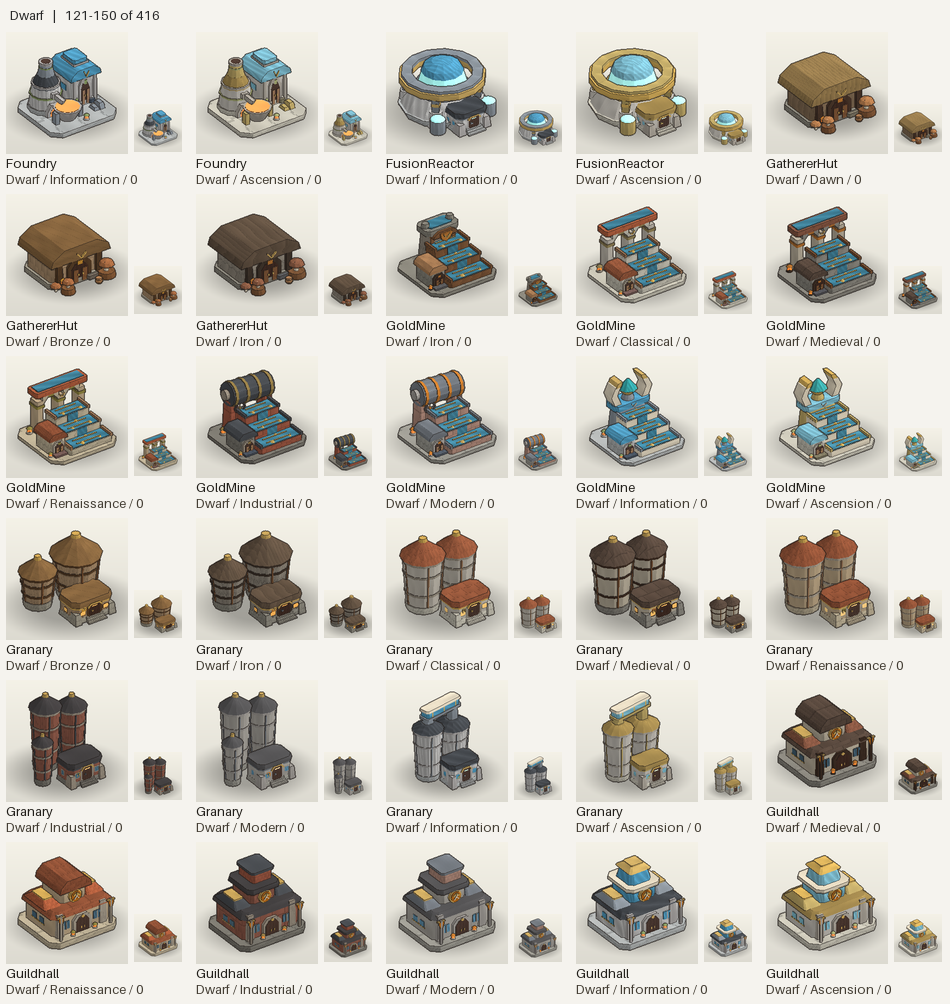 Dwarf | 121-150 of 416
Foundry
Dwarf / Information / 0
Foundry
Dwarf / Ascension / 0
FusionReactor
Dwarf / Information / 0
FusionReactor
Dwarf / Ascension / 0
GathererHut
Dwarf / Dawn / 0
GathererHut
Dwarf / Bronze / 0
GathererHut
Dwarf / Iron / 0
GoldMine
Dwarf / Iron / 0
GoldMine
Dwarf / Classical / 0
GoldMine
Dwarf / Medieval / 0
GoldMine
Dwarf / Renaissance / 0
GoldMine
Dwarf / Industrial / 0
GoldMine
Dwarf / Modern / 0
GoldMine
Dwarf / Information / 0
GoldMine
Dwarf / Ascension / 0
Granary
Dwarf / Bronze / 0
Granary
Dwarf / Iron / 0
Granary
Dwarf / Classical / 0
Granary
Dwarf / Medieval / 0
Granary
Dwarf / Renaissance / 0
Granary
Dwarf / Industrial / 0
Granary
Dwarf / Modern / 0
Granary
Dwarf / Information / 0
Granary
Dwarf / Ascension / 0
Guildhall
Dwarf / Medieval / 0
Guildhall
Dwarf / Renaissance / 0
Guildhall
Dwarf / Industrial / 0
Guildhall
Dwarf / Modern / 0
Guildhall
Dwarf / Information / 0
Guildhall
Dwarf / Ascension / 0